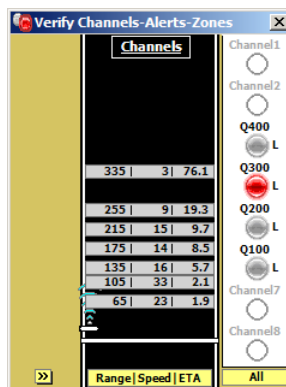 Verify Channels-Alerts-Zones
Channels
335 | 3 | 76.1
255 | 9 | 19.3
215 | 15 | 9.7
175 | 14 | 8.5
135 | 16 | 5.7
105 | 33 | 2.1
65 | 23 | 1.9
Range | Speed | ETA
Channel1
Channel2
Q400
L
Q300
L
Q200
L
Q100
L
Channel7
Channel8
All